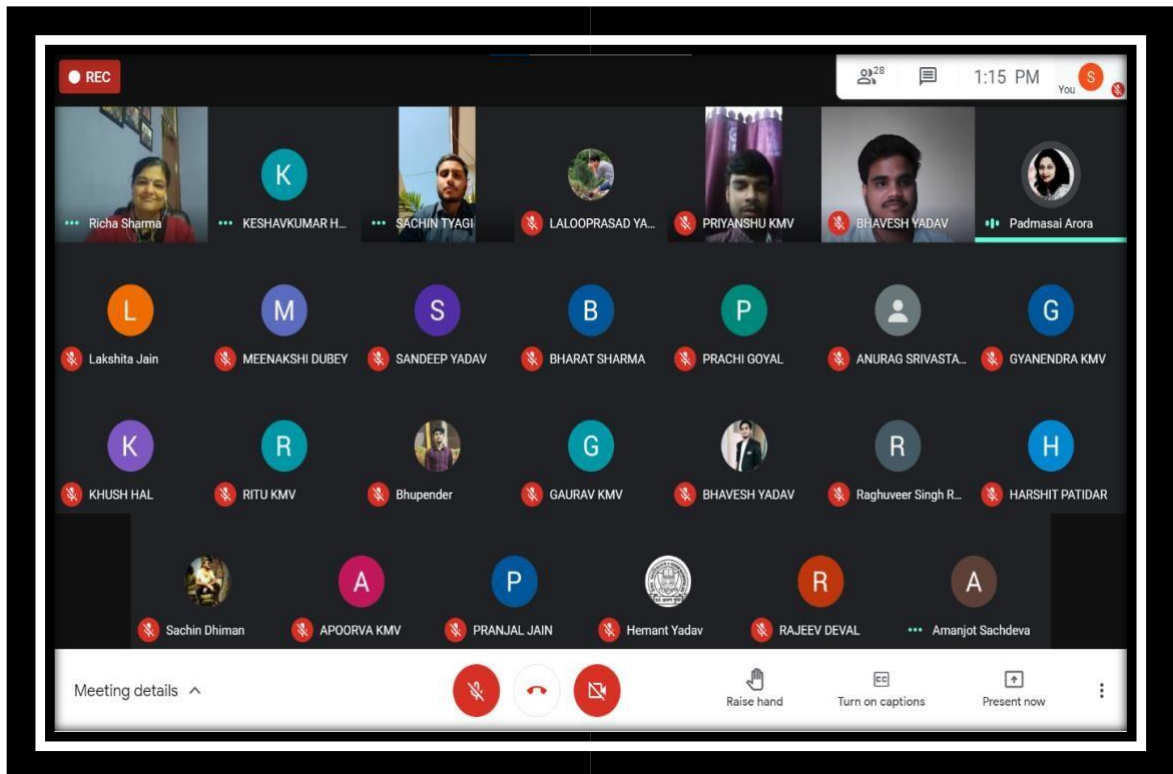 REC 28 1:15 PM You S
K
Richa Sharma KESHAVKUMAR H... SACHIN TYAGI LALOOPRASAD YA... PRIYANSHU KMV BHAVESH YADAV Padmasai Arora
L M S B P G
Lakshita Jain MEENAKSHI DUBEY SANDEEP YADAV BHARAT SHARMA PRACHI GOYAL ANURAG SRIVASTA... GYANENDRA KMV
K R G R H
KHUSH HAL RITU KMV Bhupender GAURAV KMV BHAVESH YADAV Raghuveer Singh R... HARSHIT PATIDAR
A P R A
Sachin Dhiman APOORVA KMV PRANJAL JAIN Hemant Yadav RAJEEV DEVAL Amanjot Sachdeva
Meeting details CC
Raise hand Turn on captions Present now